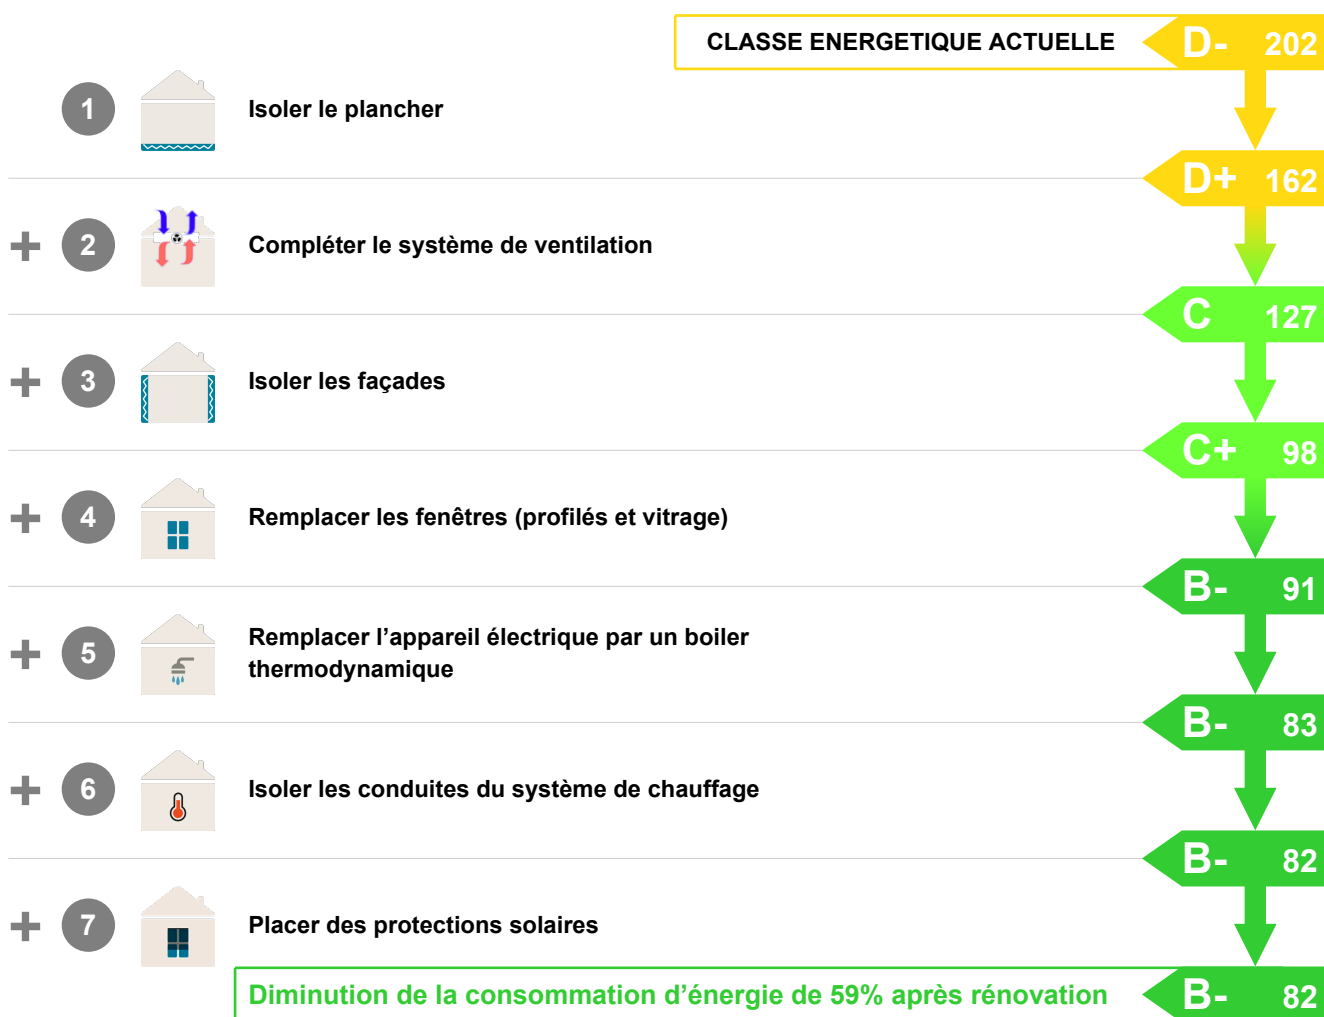 CLASSE ENERGETIQUE ACTUELLE D- 202
1 Isoler le plancher
D+ 162
+ 2 Compléter le système de ventilation
C 127
+ 3 Isoler les façades
C+ 98
+ 4 Remplacer les fenêtres (profilés et vitrage)
B- 91
+ 5 Remplacer l’appareil électrique par un boiler
thermodynamique
B- 83
+ 6 Isoler les conduites du système de chauffage
B- 82
+ 7 Placer des protections solaires
Diminution de la consommation d’énergie de 59% après rénovation B- 82